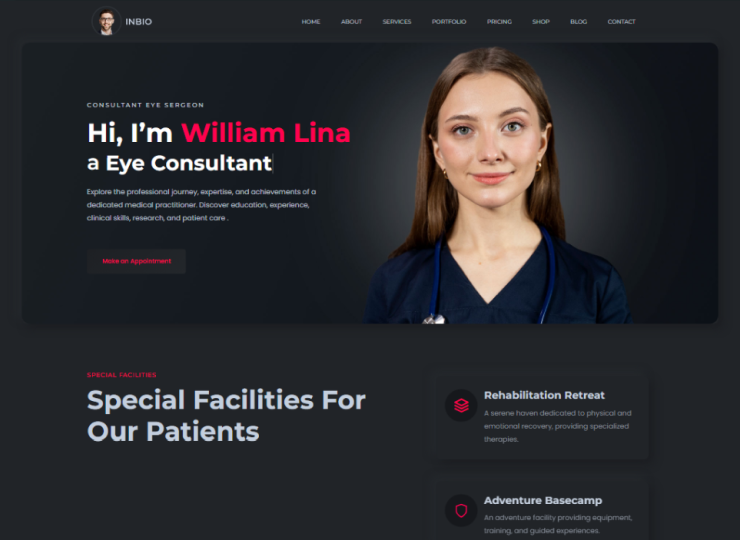 INBIO
HOME ABOUT SERVICES PORTFOLIO PRICING SHOP BLOG CONTACT
CONSULTANT EYE SERGEON
Hi, I’m William Lina
a Eye Consultant
Explore the professional journey, expertise, and achievements of a
dedicated medical practitioner. Discover education, experience,
clinical skills, research, and patient care .
Make an Appointment
SPECIAL FACILITIES
Special Facilities For
Our Patients
Rehabilitation Retreat
A serene haven dedicated to physical and
emotional recovery, providing specialized
therapies.
Adventure Basecamp
An adventure facility providing equipment,
training, and guided experiences.